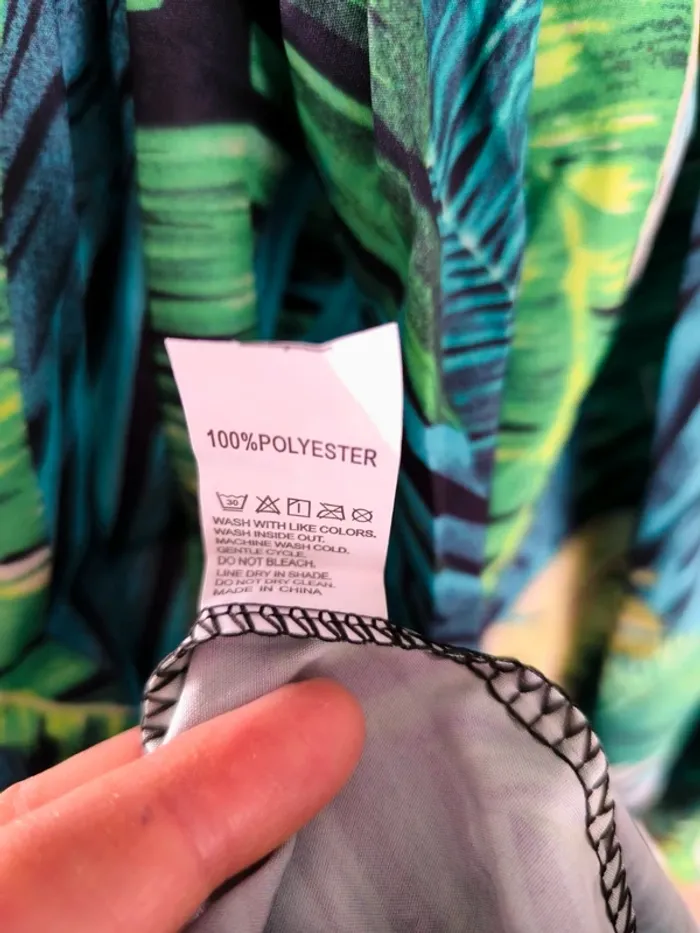 100%POLYESTER
30
WASH WITH LIKE COLORS.
WASH INSIDE OUT.
MACHINE WASH COLD.
GENTLE CYCLE.
DO NOT BLEACH.
LINE DRY IN SHADE.
DO NOT DRY CLEAN.
MADE IN CHINA